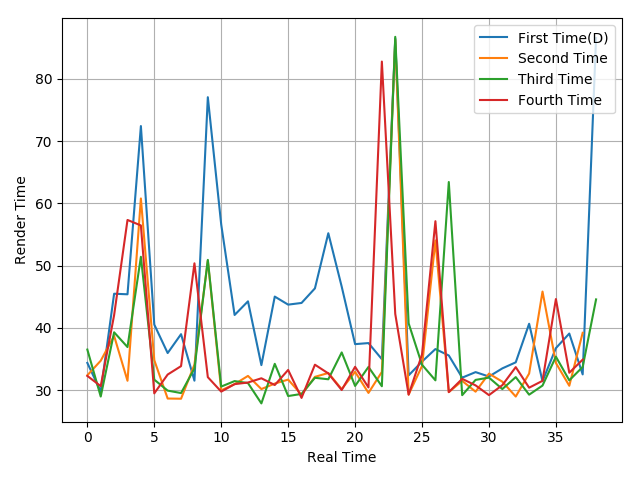 First Time(D)
Second Time
Third Time
Fourth Time
80
70
60
50
40
30
Render Time
0 5 10 15 20 25 30 35
Real Time